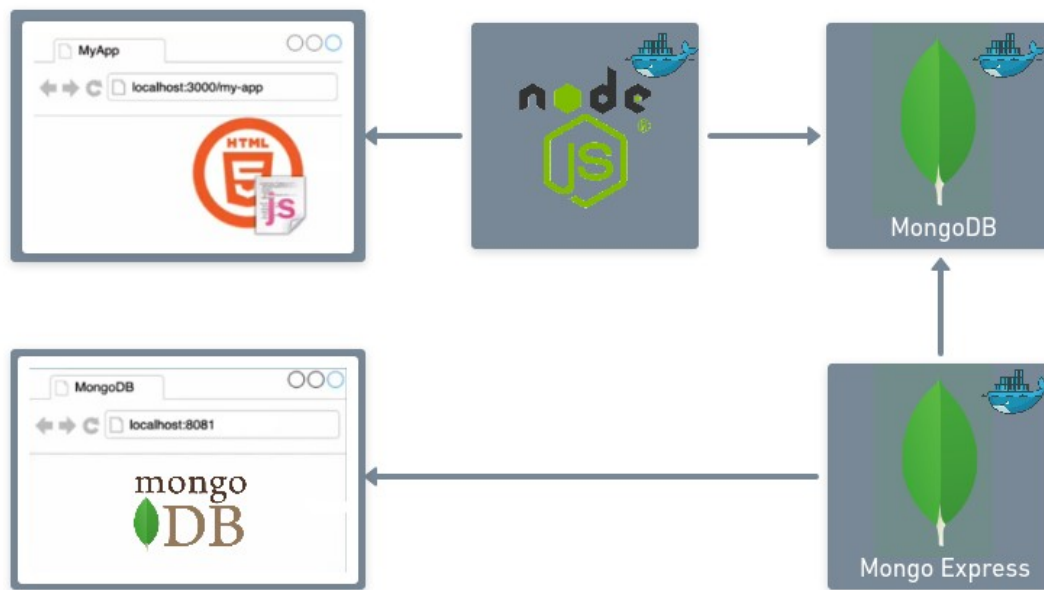 MyApp
localhost:3000/my-app
HTML
5
js
node
JS
®
MongoDB
MongoDB
localhost:8081
mongo
DB
Mongo Express